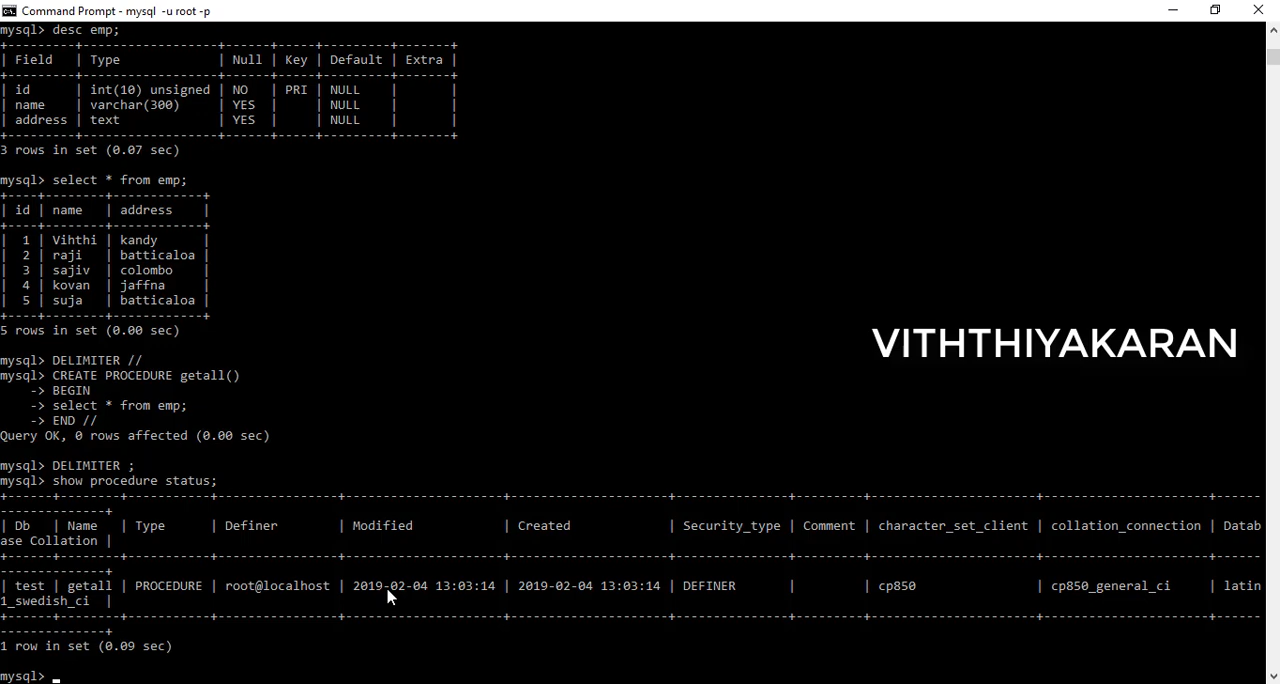 Command Prompt - mysql -u root -p
mysql> desc emp;
+---------+------------------+------+-----+---------+-------+
| Field   | Type             | Null | Key | Default | Extra |
+---------+------------------+------+-----+---------+-------+
| id      | int(10) unsigned | NO   | PRI | NULL    |       |
| name    | varchar(300)     | YES  |     | NULL    |       |
| address | text             | YES  |     | NULL    |       |
+---------+------------------+------+-----+---------+-------+
3 rows in set (0.07 sec)
mysql> select * from emp;
+----+--------+------------+
| id | name   | address    |
+----+--------+------------+
|  1 | Vihthi | kandy      |
|  2 | raji   | batticaloa |
|  3 | sajiv  | colombo    |
|  4 | kovan  | jaffna     |
|  5 | suja   | batticaloa |
+----+--------+------------+
5 rows in set (0.00 sec)
VITHTHIYAKARAN
mysql> DELIMITER //
mysql> CREATE PROCEDURE getall()
    -> BEGIN
    -> select * from emp;
    -> END //
Query OK, 0 rows affected (0.00 sec)
mysql> DELIMITER ;
mysql> show procedure status;
+------+--------+-----------+----------------+---------------------+---------------------+---------------+---------+----------------------+----------------------+------
--------------+
| Db   | Name   | Type      | Definer        | Modified            | Created             | Security_type | Comment | character_set_client | collation_connection | Datab
ase Collation |
+------+--------+-----------+----------------+---------------------+---------------------+---------------+---------+----------------------+----------------------+------
--------------+
| test | getall | PROCEDURE | root@localhost | 2019-02-04 13:03:14 | 2019-02-04 13:03:14 | DEFINER       |         | cp850                | cp850_general_ci     | latin
1_swedish_ci  |
+------+--------+-----------+----------------+---------------------+---------------------+---------------+---------+----------------------+----------------------+------
--------------+
1 row in set (0.09 sec)
mysql> _